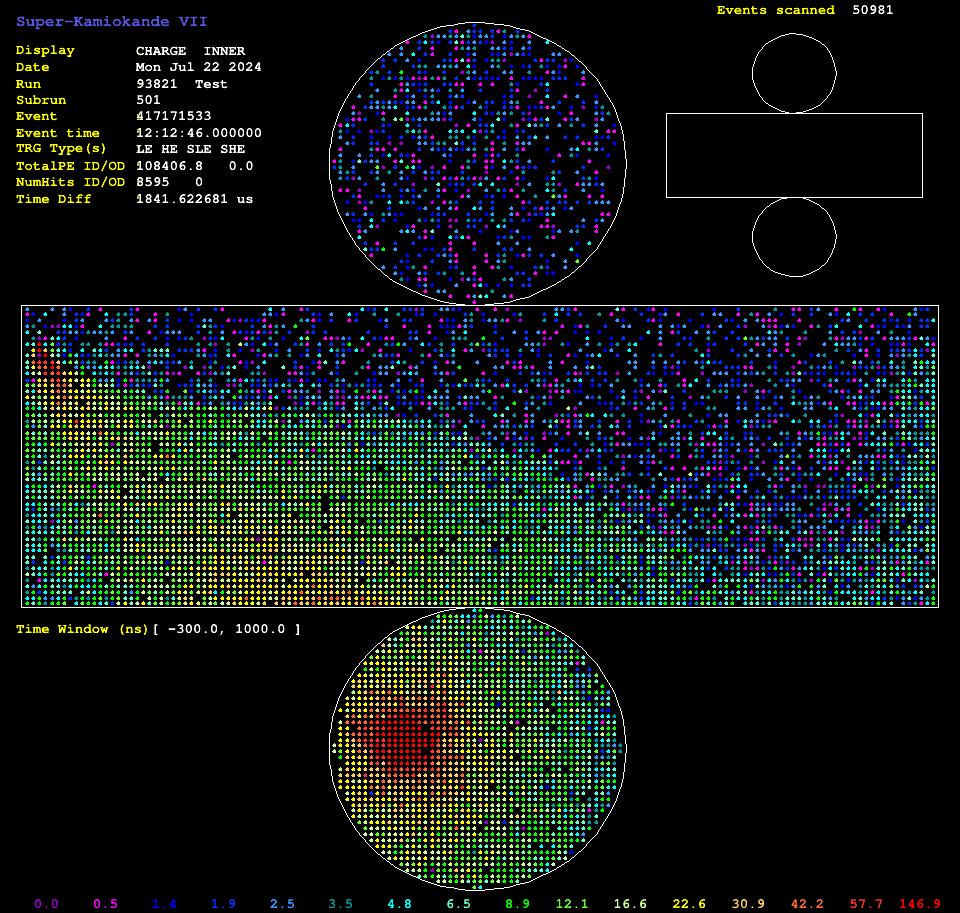 Super-Kamiokande VII
Events scanned 50981
Display CHARGE INNER
Date Mon Jul 22 2024
Run 93821 Test
Subrun 501
Event 417171533
Event time 12:12:46.000000
TRG Type(s) LE HE SLE SHE
TotalPE ID/OD 108406.8 0.0
NumHits ID/OD 8595 0
Time Diff 1841.622681 us
Time Window (ns)[ -300.0, 1000.0 ]
0.0 0.5 1.4 1.9 2.5 3.5 4.8 6.5 8.9 12.1 16.6 22.6 30.9 42.2 57.7 146.9